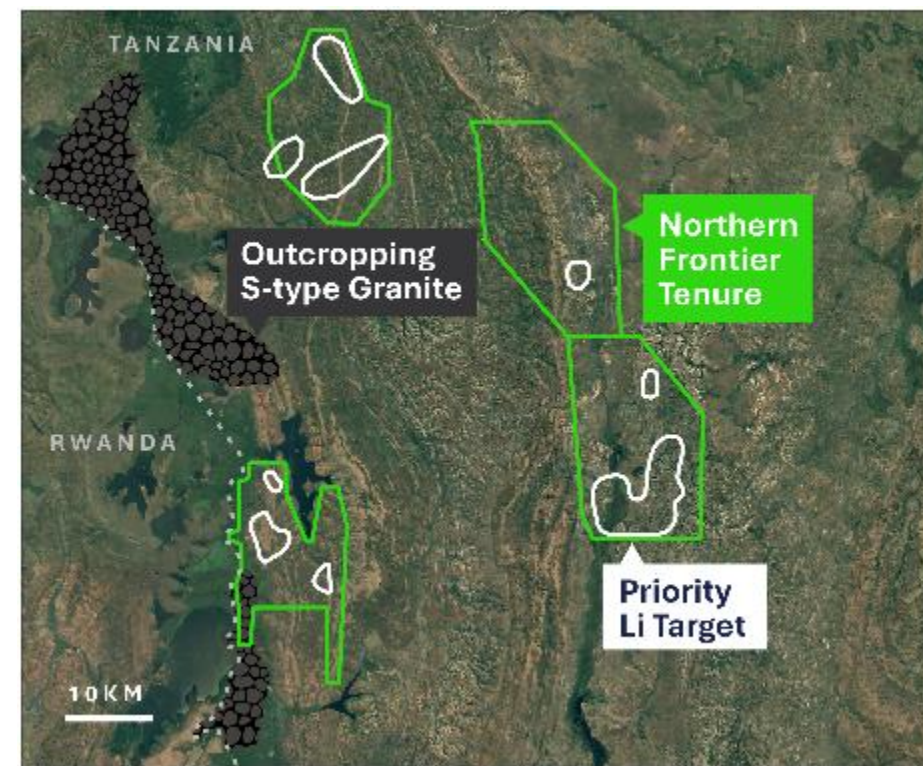 TANZANIA
Outcropping
S-type Granite
Northern
Frontier
Tenure
RWANDA
Priority
Li Target
10KM